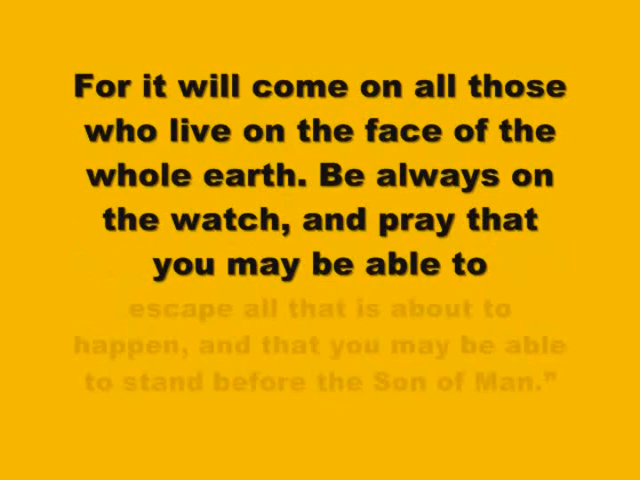 For it will come on all those
who live on the face of the
whole earth. Be always on
the watch, and pray that
you may be able to
escape all that is about to
happen, and that you may be able
to stand before the Son of Man.”